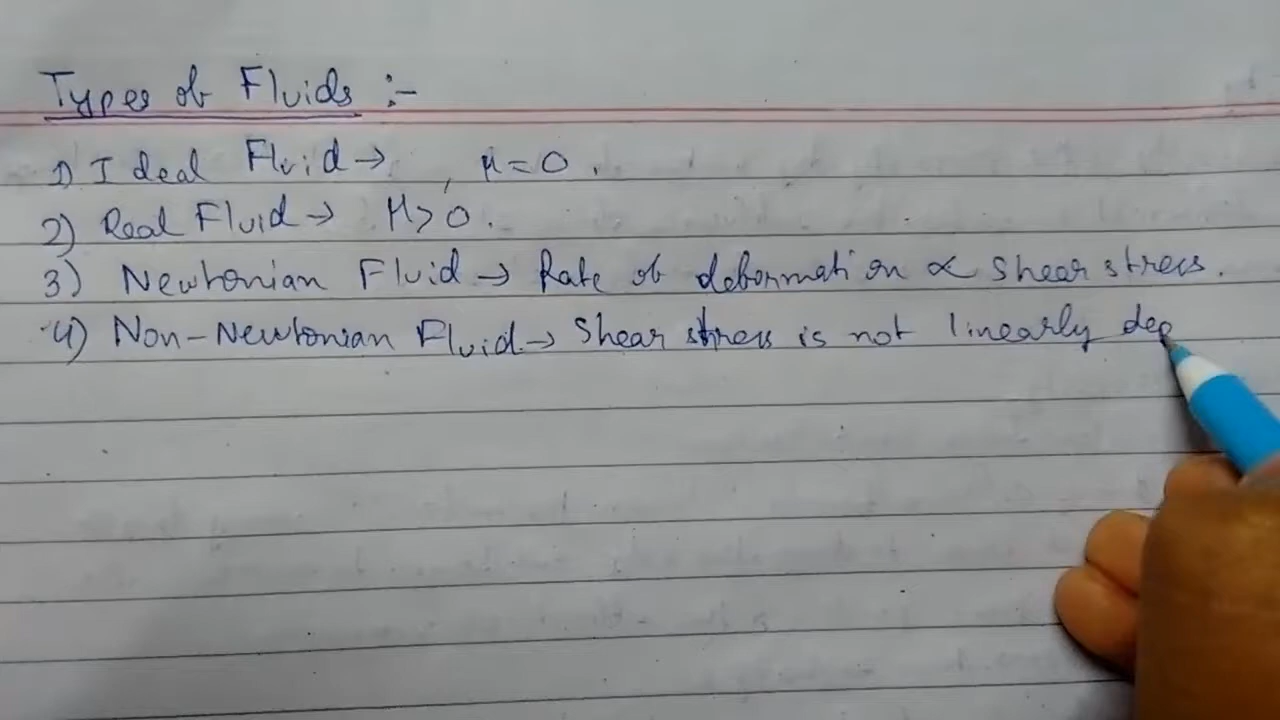 Types of Fluids :-
1) Ideal Fluid → , μ = 0 .
2) Real Fluid → μ > 0 .
3) Newtonian Fluid → Rate of deformation ∝ shear stress .
4) Non-Newtonian Fluid → Shear stress is not linearly dep